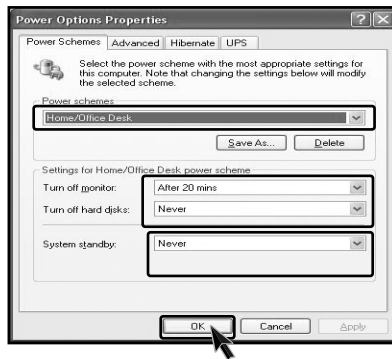 Power Options Properties
Power Schemes Advanced Hibernate UPS
Select the power scheme with the most appropriate settings for
this computer. Note that changing the settings below will modify
the selected scheme.
Power schemes
Home/Office Desk
Save As... Delete
Settings for Home/Office Desk power scheme
Turn off monitor: After 20 mins
Turn off hard disks: Never
System standby: Never
OK Cancel Apply